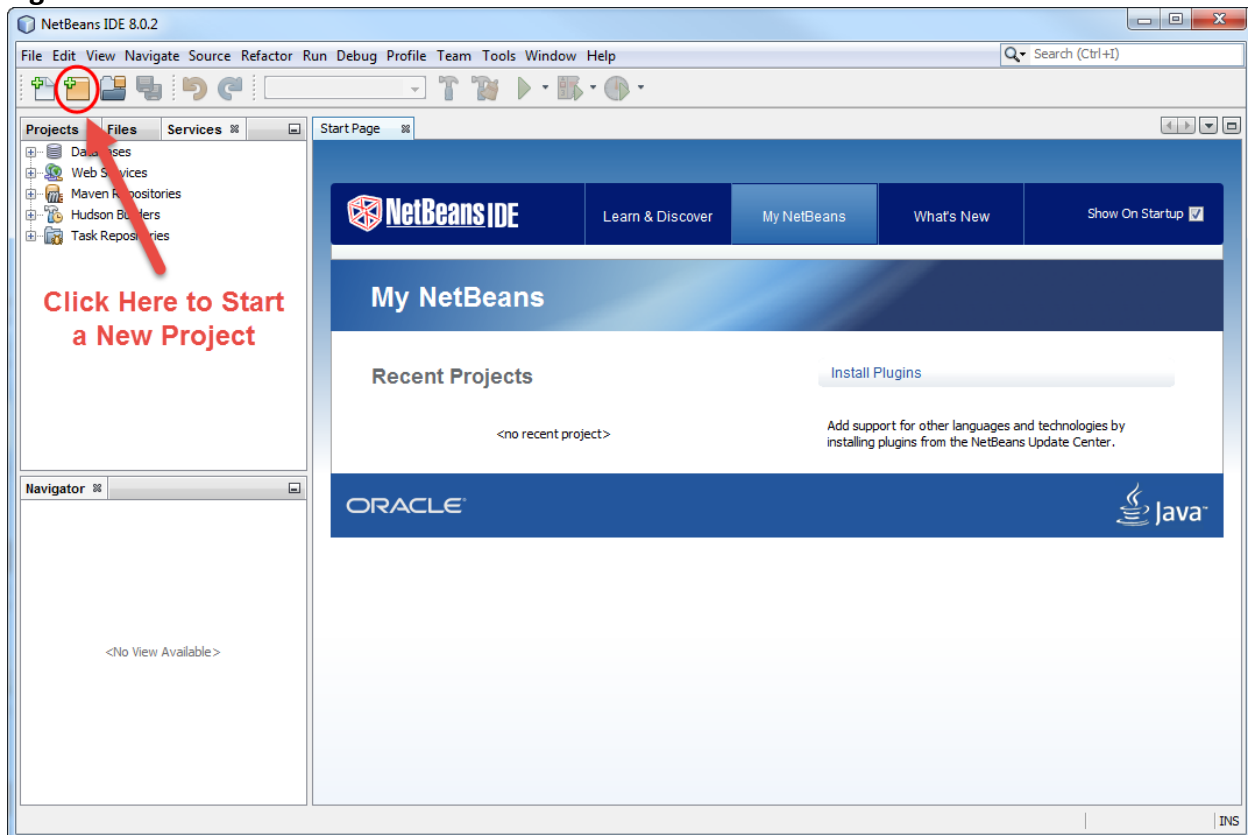 NetBeans IDE 8.0.2
File Edit View Navigate Source Refactor Run Debug Profile Team Tools Window Help
Search (Ctrl+I)
Projects Files Services
Start Page
Databases
Web Services
Maven Repositories
Hudson Builders
Task Repositories
Click Here to Start
a New Project
NetBeans IDE
Learn & Discover
My NetBeans
What's New
Show On Startup
My NetBeans
Recent Projects
<no recent project>
Install Plugins
Add support for other languages and technologies by
installing plugins from the NetBeans Update Center.
Navigator
<No View Available>
ORACLE
Java
INS